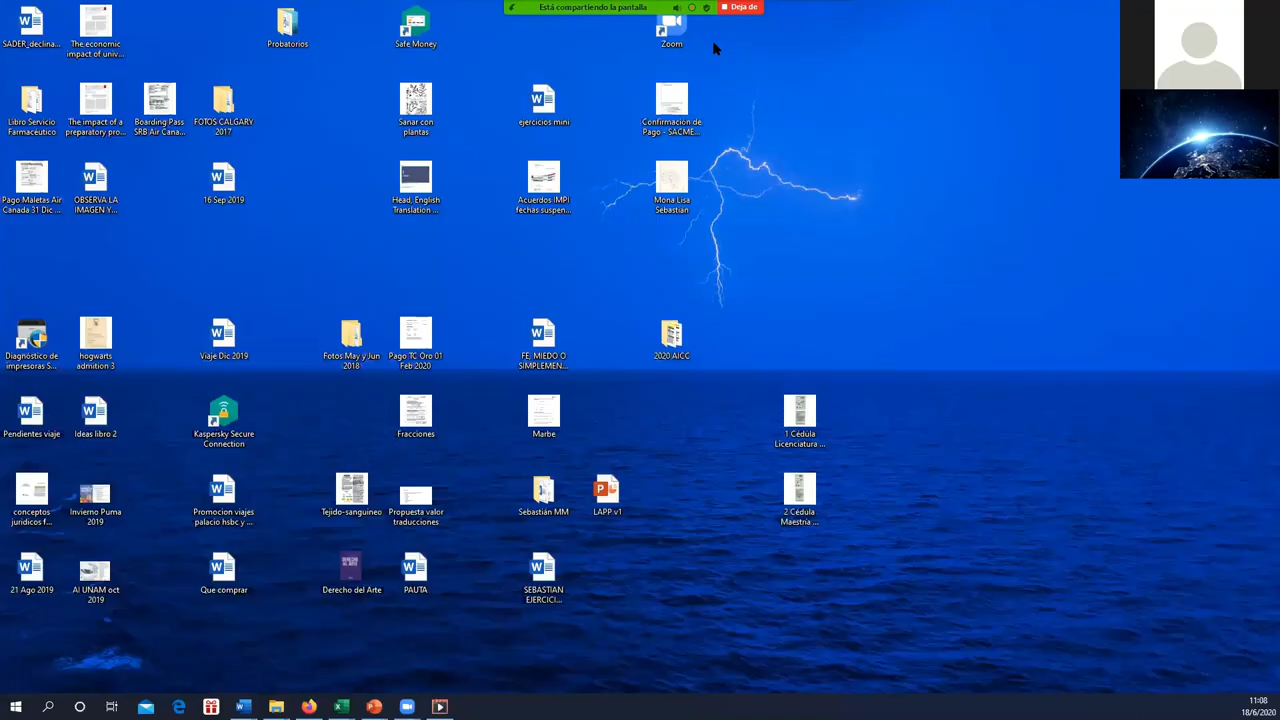 Está compartiendo la pantalla
Deja de
SADER_declina...
The economic
impact of univ...
Probatorios
Safe Money
Zoom
Libro Servicio
Farmacéutico
The impact of a
preparatory pro...
Boarding Pass
SRB Air Cana...
FOTOS CALGARY
2017
Sanar con
plantas
ejercicios mini
Confirmación de
Pago - SACME...
Pago Maletas Air
Canada 31 Dic ...
OBSERVA LA
IMAGEN Y...
16 Sep 2019
Head, English
Translation ...
Acuerdos IMPI
fechas suspen...
Mona Lisa
Sebastian
Diagnóstico de
impresoras S...
hogwarts
admition 3
Viaje Dic 2019
Fotos May y Jun
2018
Pago TC Oro 01
Feb 2020
FE, MIEDO O
SIMPLEMEN...
2020 AICC
Pendientes viaje
Ideas libro 2
Kaspersky Secure
Connection
Fracciones
Marbe
1 Cédula
Licenciatura ...
conceptos
juridicos f...
Invierno Puma
2019
Promocion viajes
palacio hsbc y ...
Tejido-sanguineo
Propuesta valor
traducciones
Sebastián MM
LAPP v1
2 Cédula
Maestría ...
21 Ago 2019
AI UNAM oct
2019
Que comprar
Derecho del Arte
PAUTA
SEBASTIAN
EJERCICI...
11:08
18/6/2020